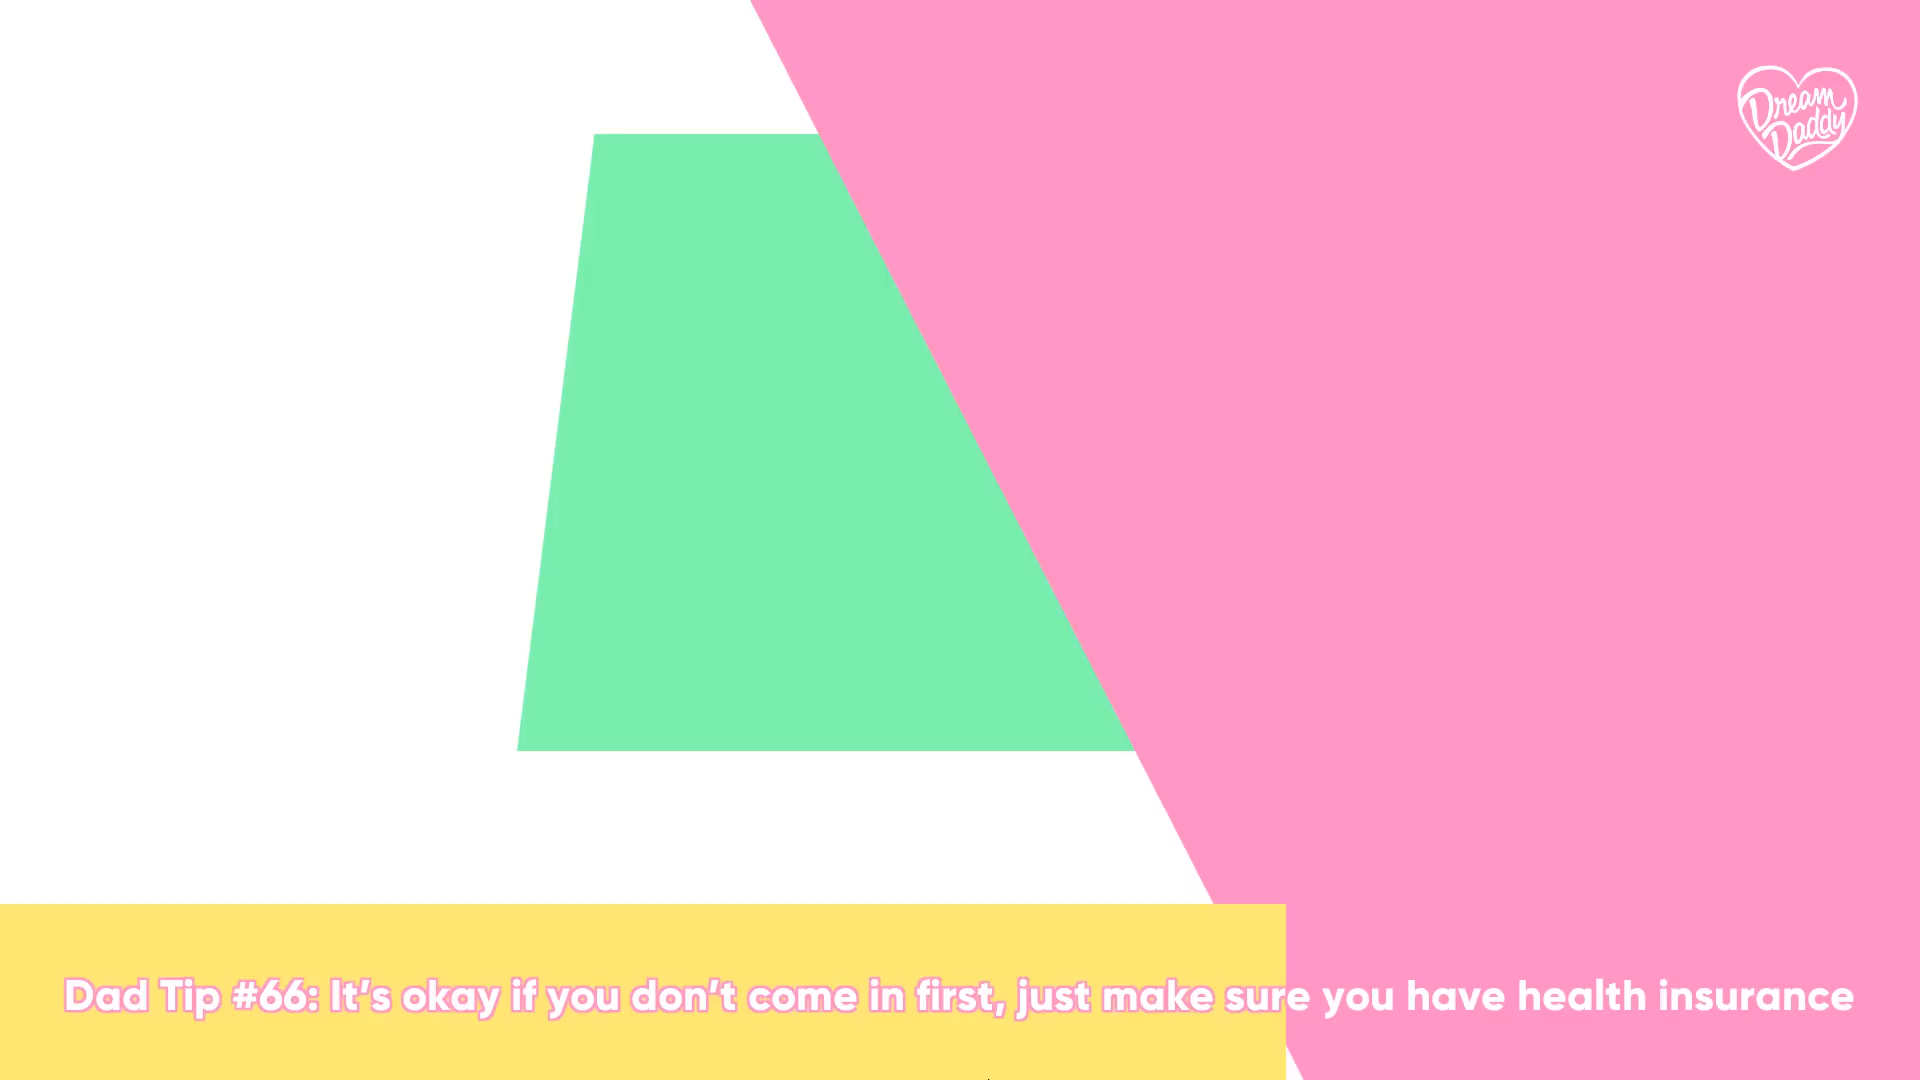 Dream
Daddy
Dad Tip #66: It’s okay if you don’t come in first, just make sure you have health insurance